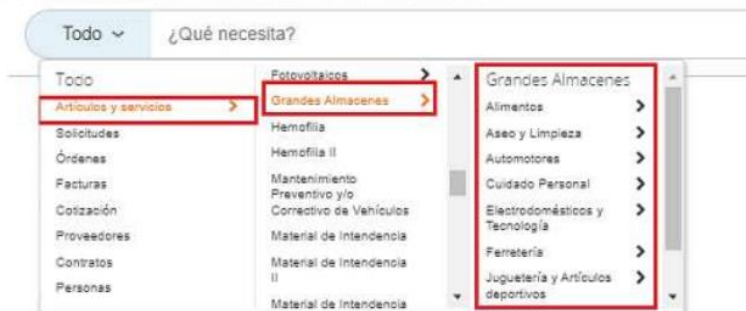 Todo
¿Qué necesita?
Todo
Artículos y servicios
Solicitudes
Órdenes
Facturas
Cotización
Proveedores
Contratos
Personas
Fotovoltaicos
Grandes Almacenes
Hemofilia
Hemofilia II
Mantenimiento
Preventivo y/o
Correctivo de Vehículos
Material de Intendencia
Material de Intendencia
II
Material de Intendencia
Grandes Almacenes
Alimentos
Aseo y Limpieza
Automotores
Cuidado Personal
Electrodomésticos y
Tecnología
Ferretería
Juguetería y Artículos
deportivos